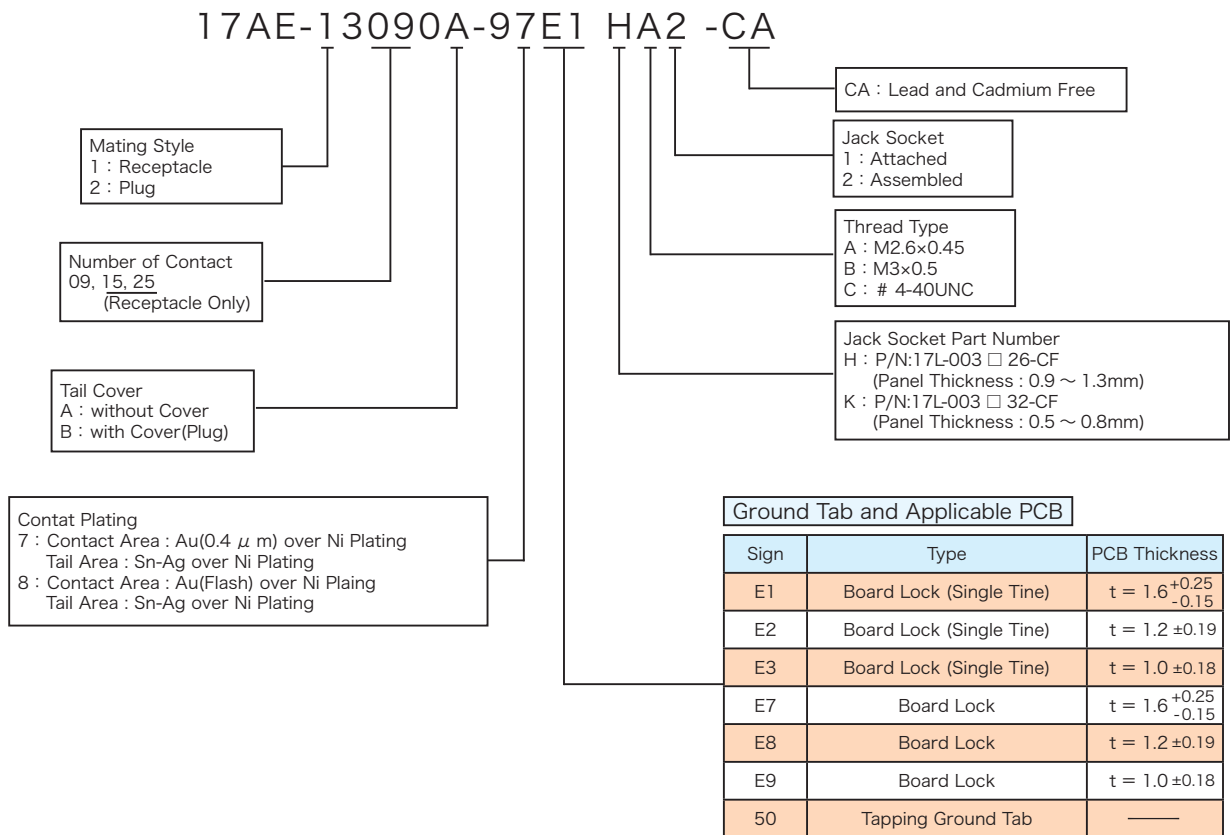 17AE-13090A-97E1 HA2 -CA
CA : Lead and Cadmium Free
Mating Style
1 : Receptacle
2 : Plug
Jack Socket
1 : Attached
2 : Assembled
Number of Contact
09, 15, 25
(Receptacle Only)
Thread Type
A : M2.6×0.45
B : M3×0.5
C : # 4-40UNC
Jack Socket Part Number
H : P/N:17L-003 □ 26-CF
(Panel Thickness : 0.9 ~ 1.3mm)
K : P/N:17L-003 □ 32-CF
(Panel Thickness : 0.5 ~ 0.8mm)
Tail Cover
A : without Cover
B : with Cover(Plug)
Contat Plating
7 : Contact Area : Au(0.4 μ m) over Ni Plating
Tail Area : Sn-Ag over Ni Plating
8 : Contact Area : Au(Flash) over Ni Plaing
Tail Area : Sn-Ag over Ni Plating
Ground Tab and Applicable PCB
Sign Type PCB Thickness
E1 Board Lock (Single Tine) t = 1.6 +0.25 -0.15
E2 Board Lock (Single Tine) t = 1.2 ±0.19
E3 Board Lock (Single Tine) t = 1.0 ±0.18
E7 Board Lock t = 1.6 +0.25 -0.15
E8 Board Lock t = 1.2 ±0.19
E9 Board Lock t = 1.0 ±0.18
50 Tapping Ground Tab ——